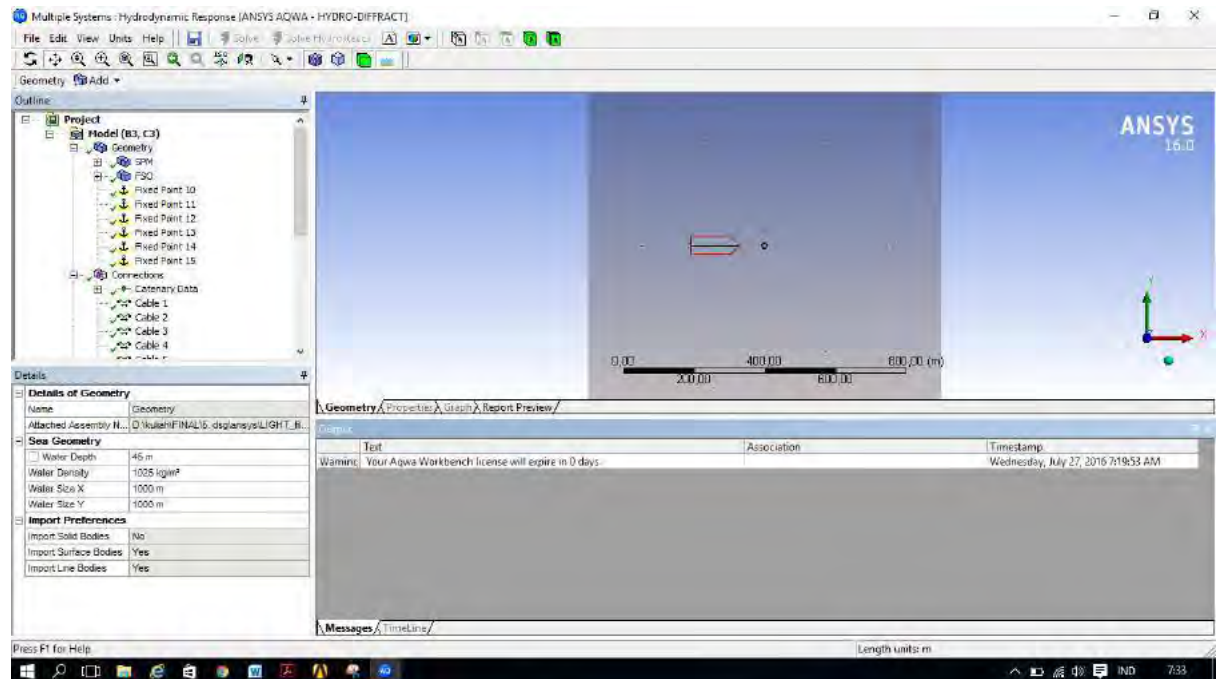 Multiple Systems : Hydrodynamic Response [ANSYS AQWA - HYDRO-DIFFRACT]
File Edit View Units Help Solve
Geometry Add
Outline
Project
Model (B3, C3)
Geometry
SPM
FSO
Fixed Point 10
Fixed Point 11
Fixed Point 12
Fixed Point 13
Fixed Point 14
Fixed Point 15
Connections
Catenary Data
Cable 1
Cable 2
Cable 3
Cable 4
ANSYS
16.0
Y
X
0,00 400,00 800,00 (m)
200,00 600,00
Geometry Properties Graph Report Preview
Details
Details of Geometry
Name Geometry
Attached Assembly N...
Sea Geometry
Water Depth 45 m
Water Density 1025 kg/m³
Water Size X 1000 m
Water Size Y 1000 m
Import Preferences
Import Solid Bodies No
Import Surface Bodies Yes
Import Line Bodies Yes
Text Association Timestamp
Warning Your Aqwa Workbench license will expire in 0 days Wednesday, July 27, 2016 7:19:53 AM
Messages TimeLine
Press F1 for Help
Length units: m
IND 7:33